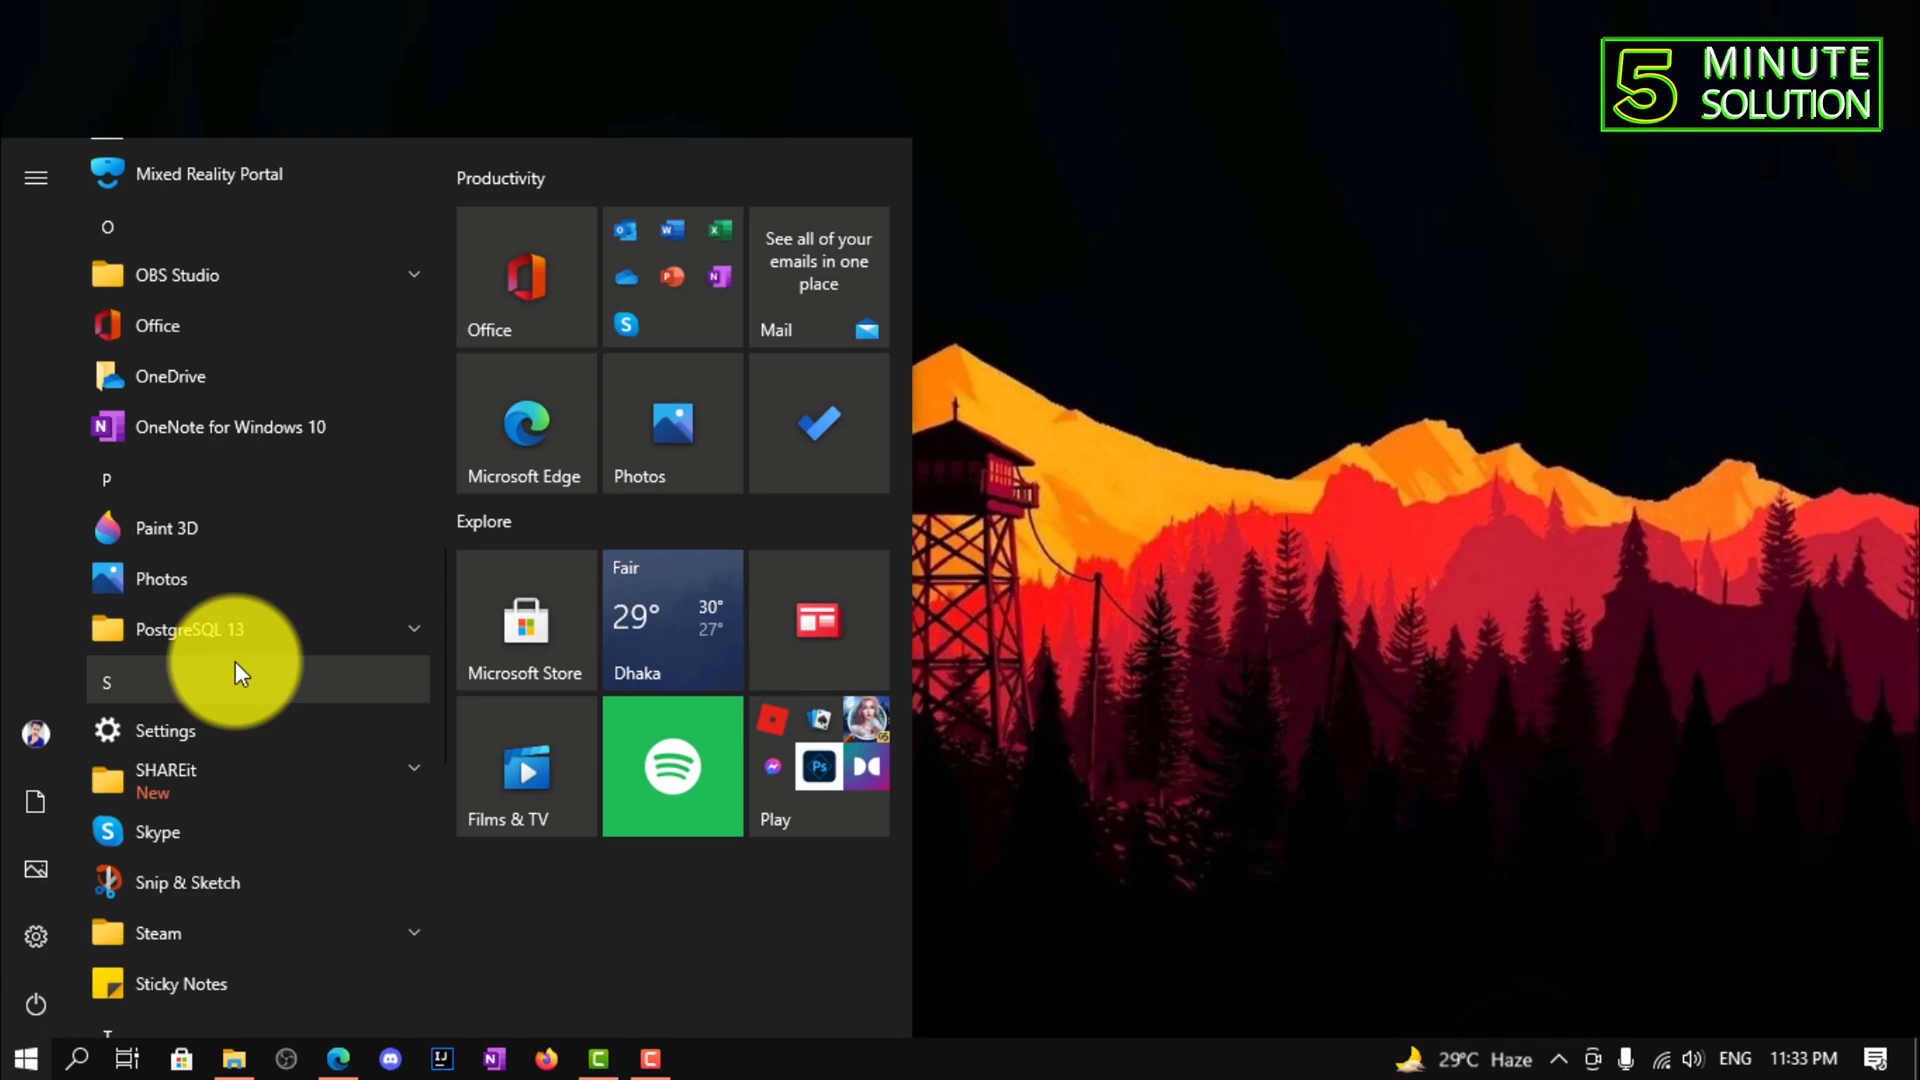 5 MINUTE
SOLUTION
Mixed Reality Portal
O
OBS Studio
Office
OneDrive
OneNote for Windows 10
P
Paint 3D
Photos
PostgreSQL 13
S
Settings
SHAREit
New
Skype
Snip & Sketch
Steam
Sticky Notes
T
Productivity
Office
See all of your
emails in one
place
Mail
Microsoft Edge
Photos
Explore
Microsoft Store
Fair
29° 30°
27°
Dhaka
Films & TV
Play
29°C Haze ENG 11:33 PM